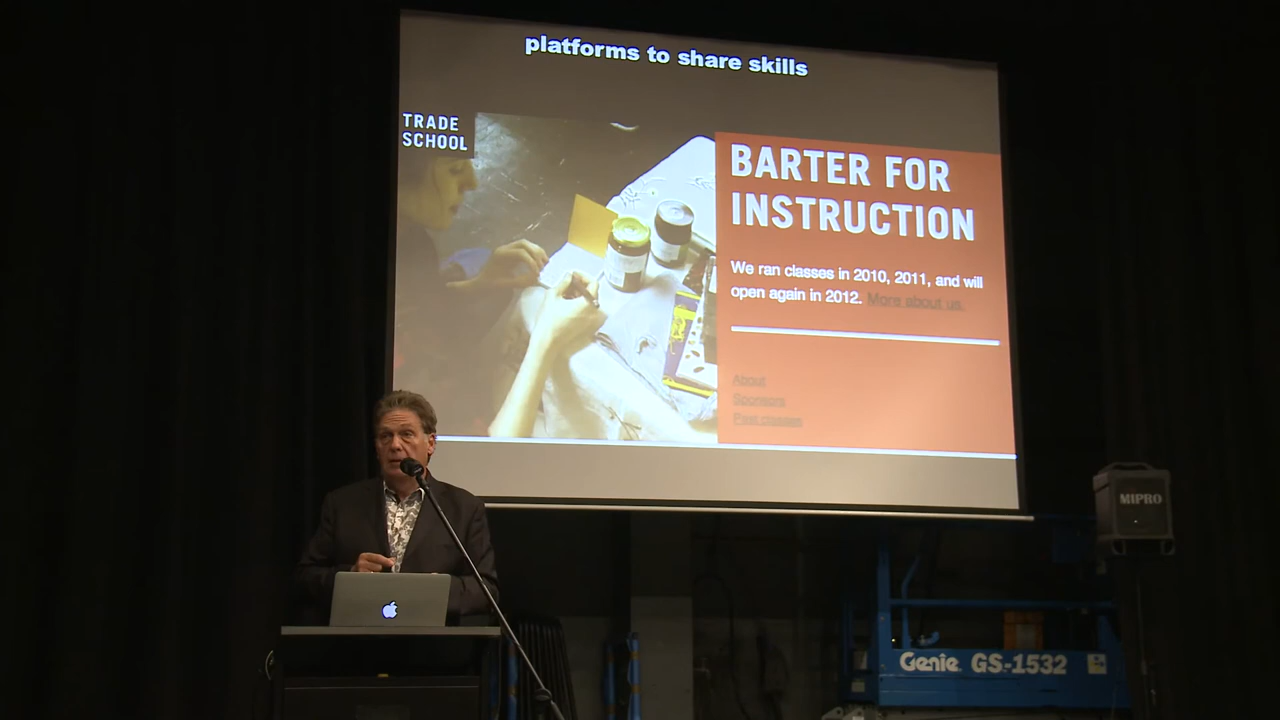 platforms to share skills
TRADE
SCHOOL
BARTER FOR
INSTRUCTION
We ran classes in 2010, 2011, and will
open again in 2012. More about us.
About
Sponsors
Past classes
MIPRO
Genie GS-1532